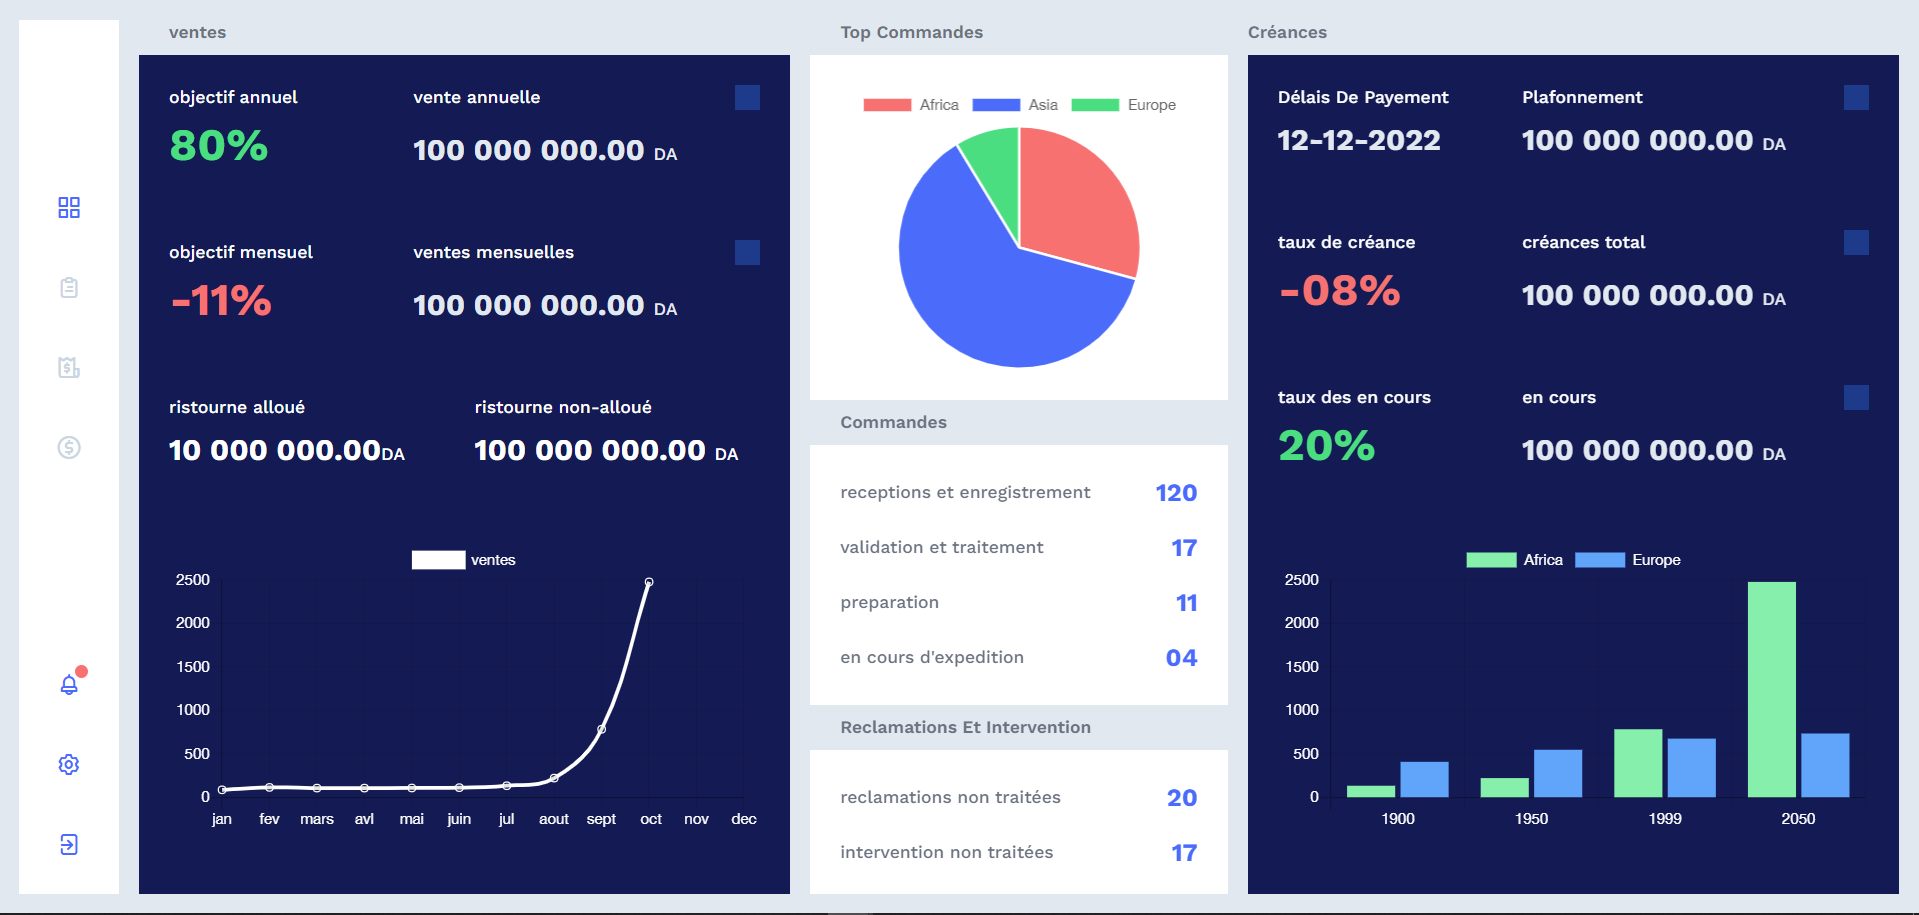 ventes
objectif annuel
80%
vente annuelle
100 000 000.00 DA
objectif mensuel
-11%
ventes mensuelles
100 000 000.00 DA
ristourne alloué
10 000 000.00DA
ristourne non-alloué
100 000 000.00 DA
ventes
2500
2000
1500
1000
500
0
jan fev mars avl mai juin jul aout sept oct nov dec
Top Commandes
Africa Asia Europe
Commandes
receptions et enregistrement 120
validation et traitement 17
preparation 11
en cours d'expedition 04
Reclamations Et Intervention
reclamations non traitées 20
intervention non traitées 17
Créances
Délais De Payement
12-12-2022
Plafonnement
100 000 000.00 DA
taux de créance
-08%
créances total
100 000 000.00 DA
taux des en cours
20%
en cours
100 000 000.00 DA
Africa Europe
2500
2000
1500
1000
500
0
1900 1950 1999 2050